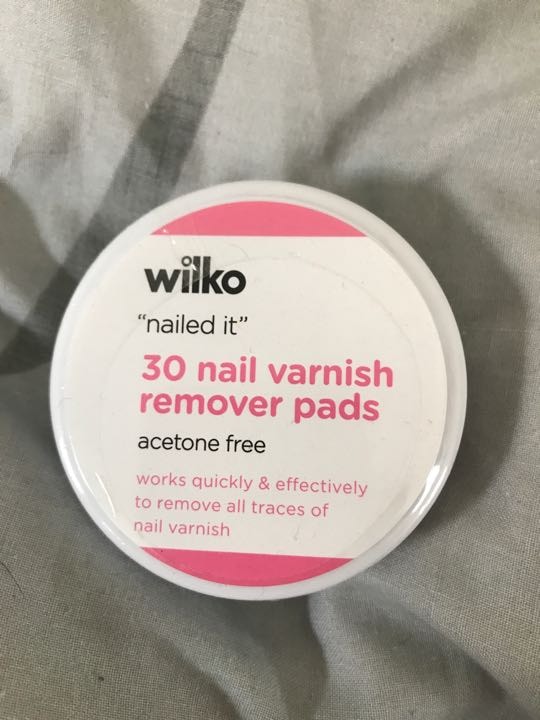 wilko
"nailed it"
30 nail varnish
remover pads
acetone free
works quickly & effectively
to remove all traces of
nail varnish